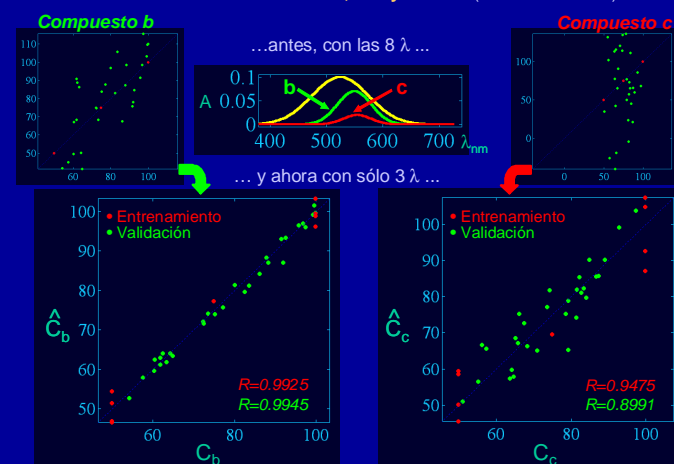 Compuesto b
Compuesto c
…antes, con las 8 λ ...
110
100
90
80
70
60
50
60
80
100
A
0.1
0.05
0
b
c
400
500
600
700
λnm
100
50
0
0
50
100
… y ahora con sólo 3 λ ...
Entrenamiento
Validación
100
90
80
70
60
50
Ĉb
R=0.9925
R=0.9945
60
80
100
Cb
Entrenamiento
Validación
100
90
80
70
60
50
Ĉc
R=0.9475
R=0.8991
60
80
100
Cc